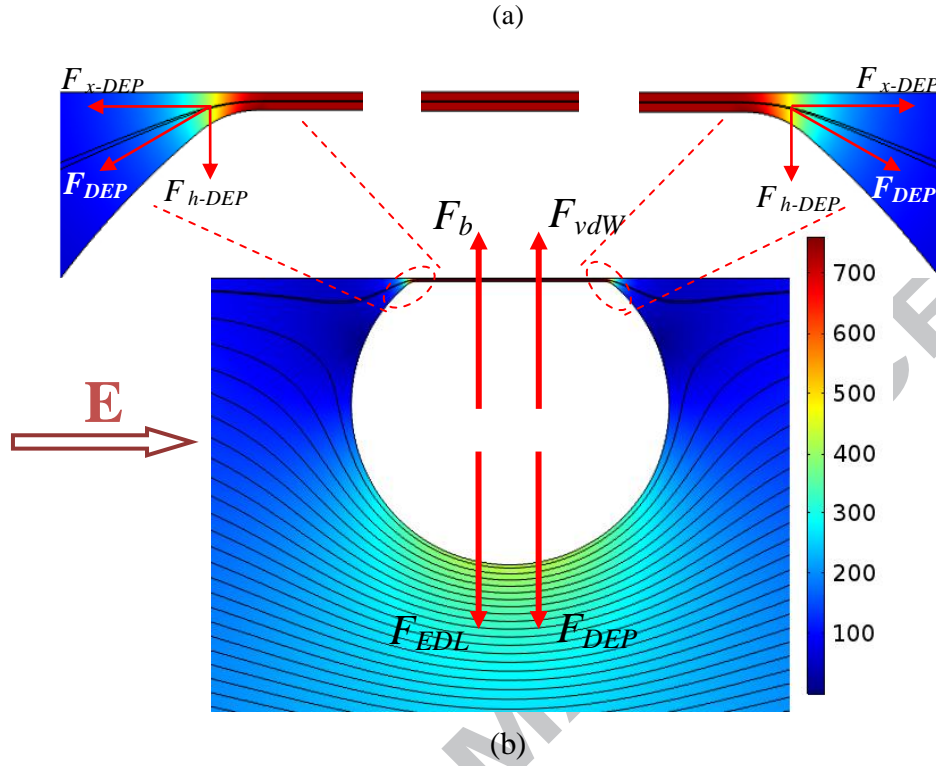 (a)
F x-DEP
F x-DEP
F DEP
F h-DEP
F h-DEP
F DEP
F b
F vdW
E
700
600
500
400
300
200
100
F EDL
F DEP
(b)